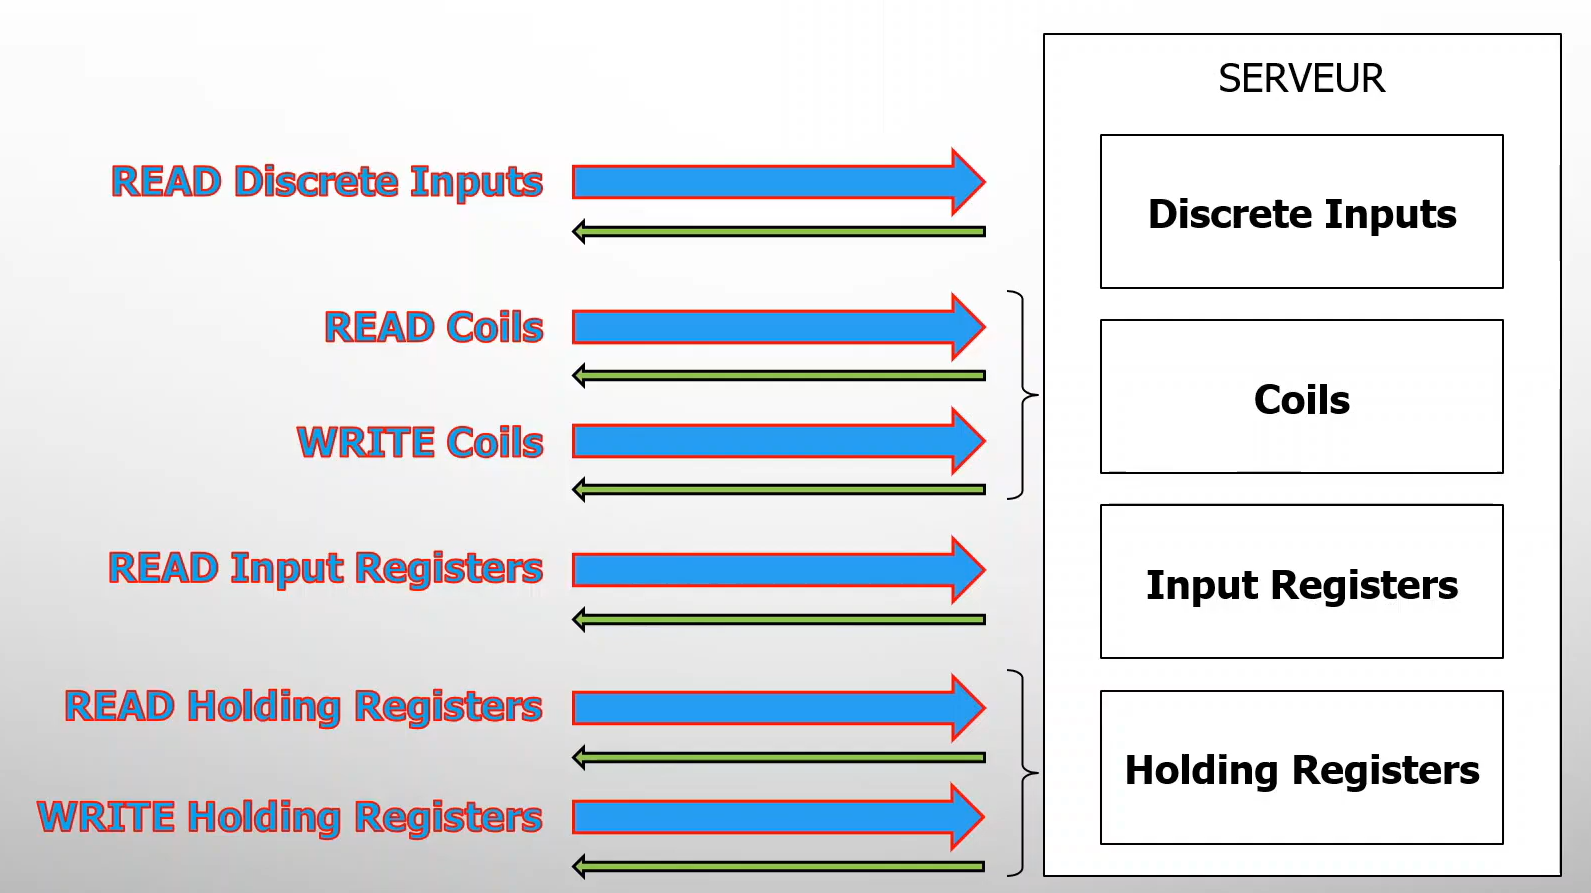 SERVEUR
READ Discrete Inputs
Discrete Inputs
READ Coils
WRITE Coils
Coils
READ Input Registers
Input Registers
READ Holding Registers
WRITE Holding Registers
Holding Registers